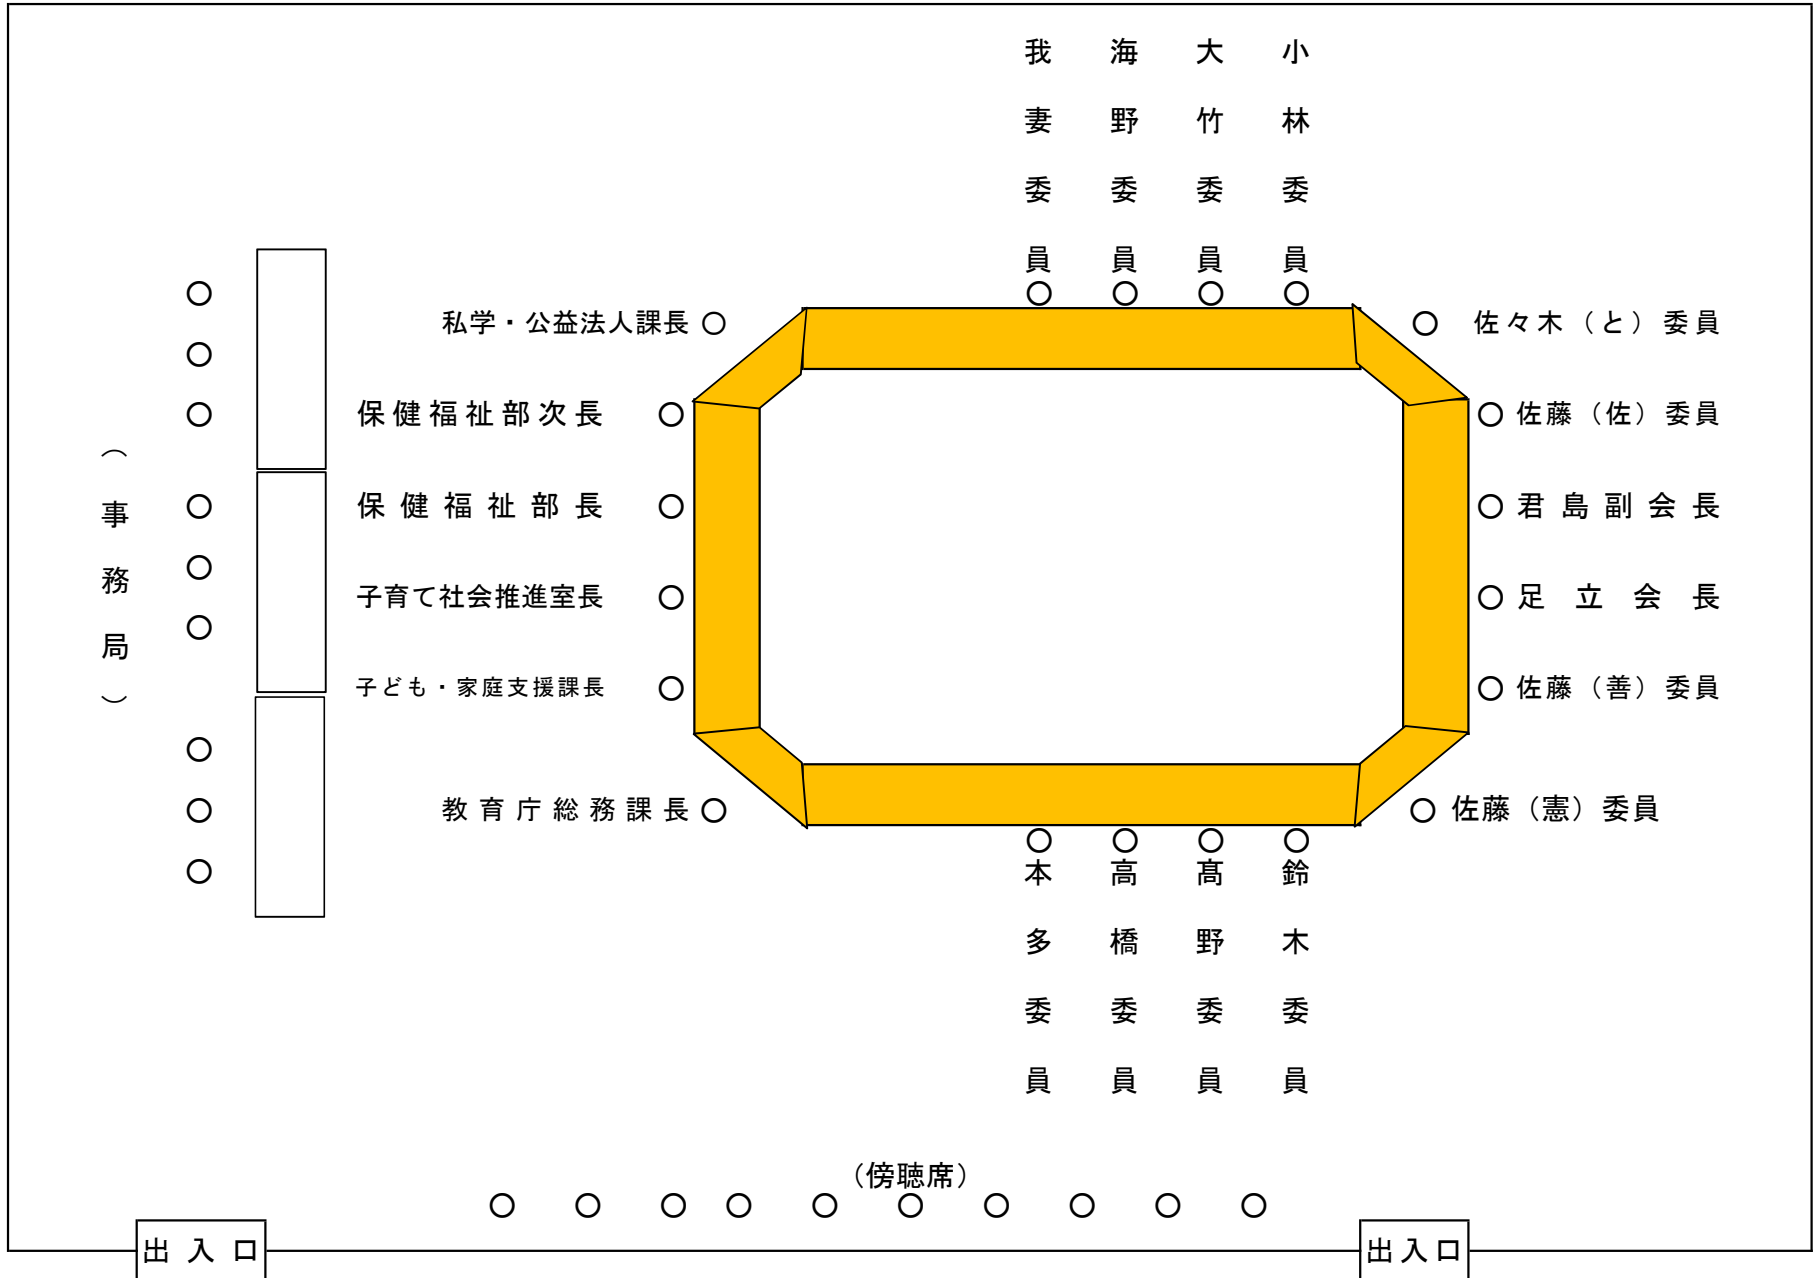 我妻委員
海野委員
大竹委員
小林委員
私学・公益法人課長
佐々木（と）委員
保健福祉部次長
佐藤（佐）委員
（事務局）
保健福祉部長
君島副会長
子育て社会推進室長
足立会長
子ども・家庭支援課長
佐藤（善）委員
教育庁総務課長
佐藤（憲）委員
本多委員
高橋委員
髙野委員
鈴木委員
（傍聴席）
出入口
出入口